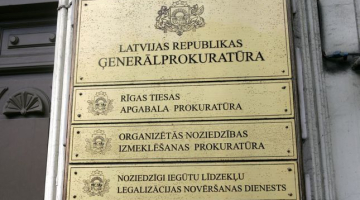 LATVIJAS REPUBLIKAS
ĢENERĀLPROKURATŪRA
RĪGAS TIESAS
APGABALA PROKURATŪRA
ORGANIZĒTĀS NOZIEDZĪBAS
IZMEKLĒŠANAS PROKURATŪRA
NOZIEDZĪGI IEGŪTU LĪDZEKĻU
LEGALIZĀCIJAS NOVĒRŠANAS DIENESTS